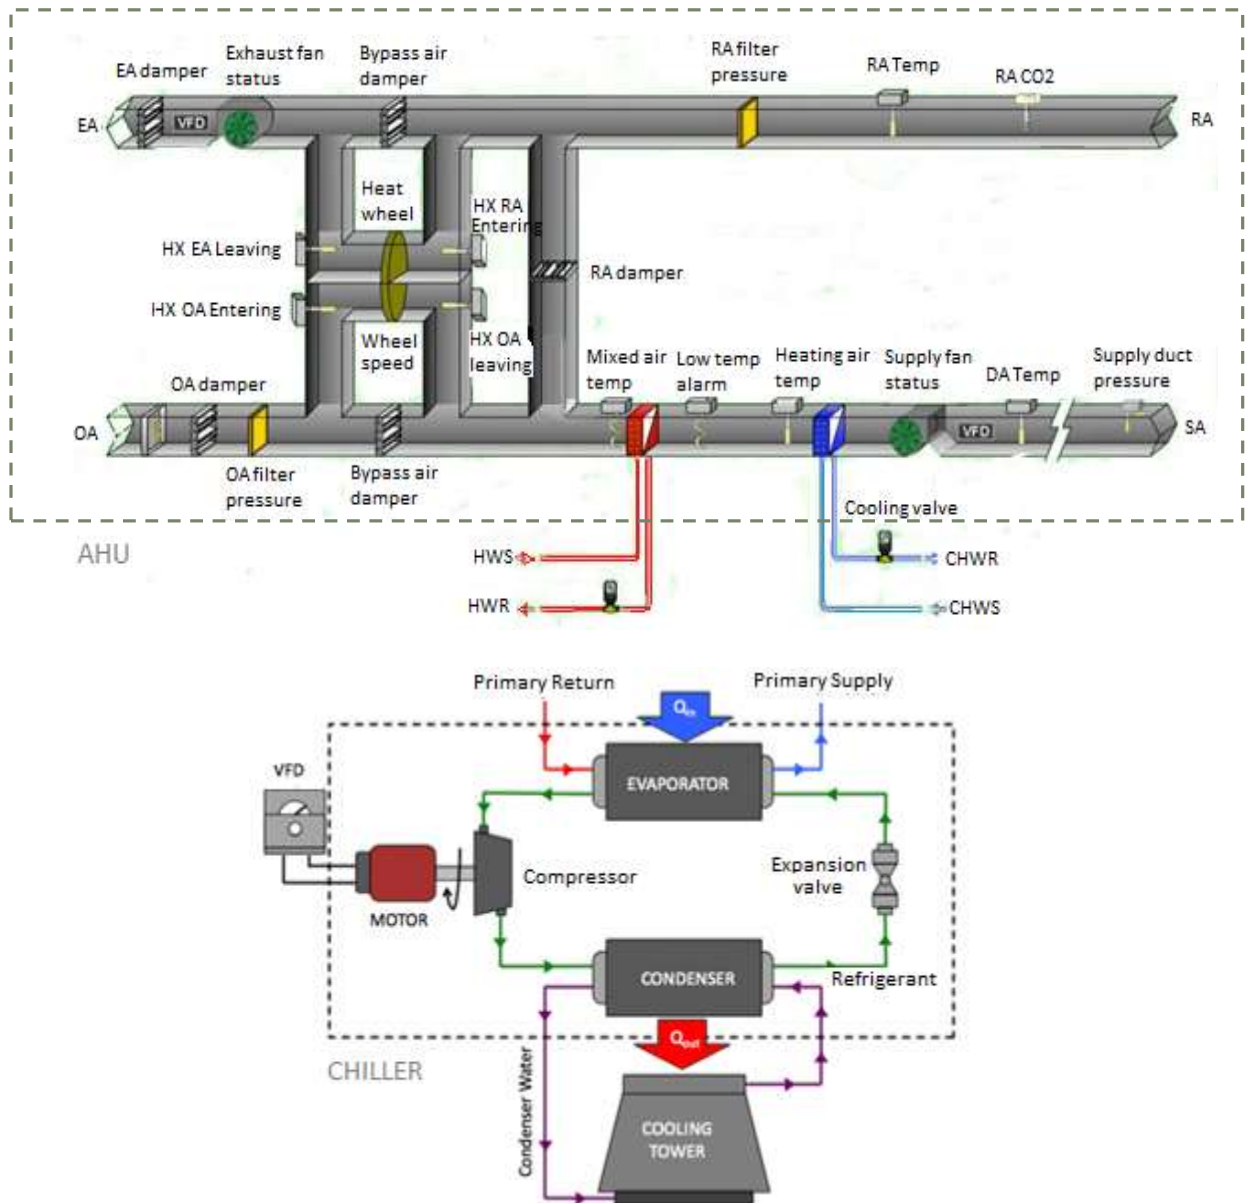 EA damper
Exhaust fan
status
Bypass air
damper
RA filter
pressure
RA Temp
RA CO2
EA
VFD
RA
Heat
wheel
HX RA
Entering
HX EA Leaving
RA damper
HX OA Entering
Wheel
speed
HX OA
leaving
OA damper
Mixed air
temp
Low temp
alarm
Heating air
temp
Supply fan
status
DA Temp
Supply duct
pressure
OA
VFD
SA
OA filter
pressure
Bypass air
damper
Cooling valve
AHU
HWS
CHWR
HWR
CHWS
Primary Return
Primary Supply
Qin
VFD
EVAPORATOR
Compressor
Expansion
valve
MOTOR
CONDENSER
Refrigerant
Qout
CHILLER
Condenser Water
COOLING
TOWER